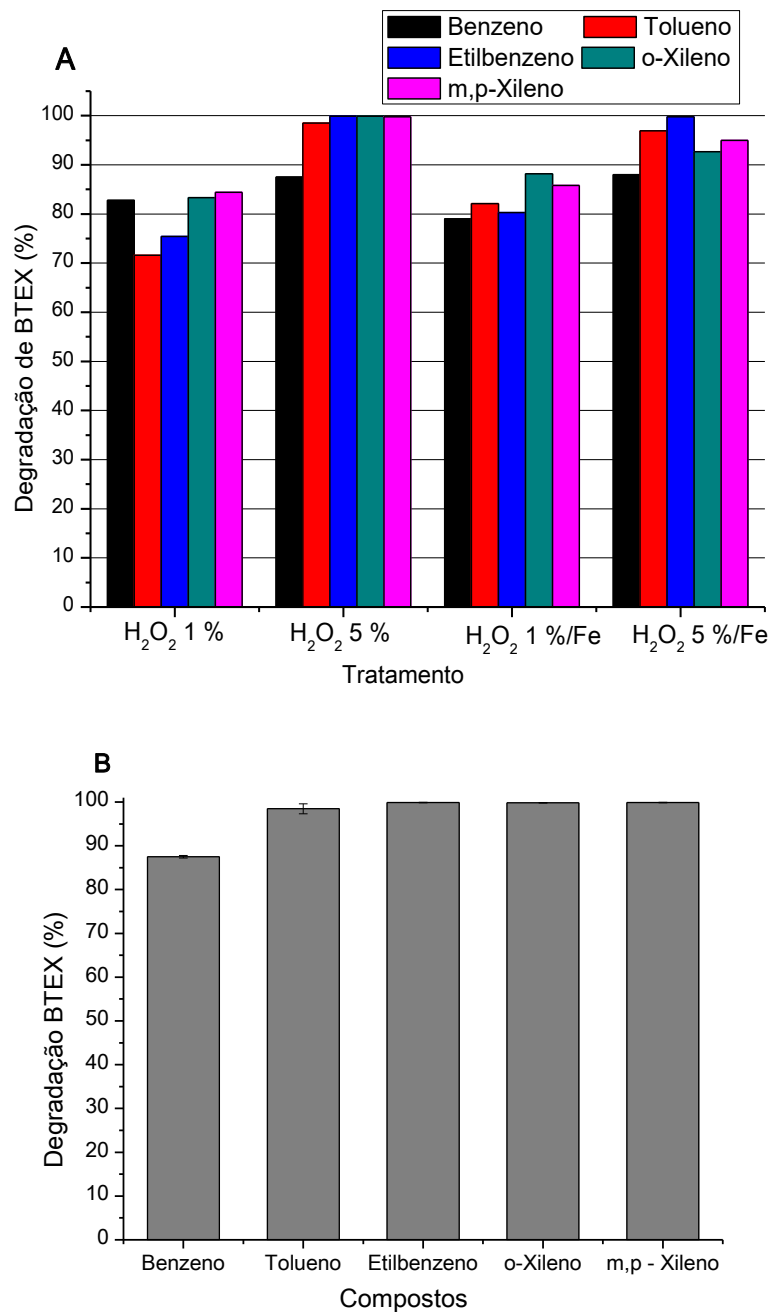 A
Benzeno Tolueno
Etilbenzeno o-Xileno
m,p-Xileno
Degradação de BTEX (%)
100
90
80
70
60
50
40
30
20
10
0
H₂O₂ 1 % H₂O₂ 5 % H₂O₂ 1 %/Fe H₂O₂ 5 %/Fe
Tratamento
B
Degradação BTEX (%)
100
90
80
70
60
50
40
30
20
10
0
Benzeno Tolueno Etilbenzeno o-Xileno m,p - Xileno
Compostos